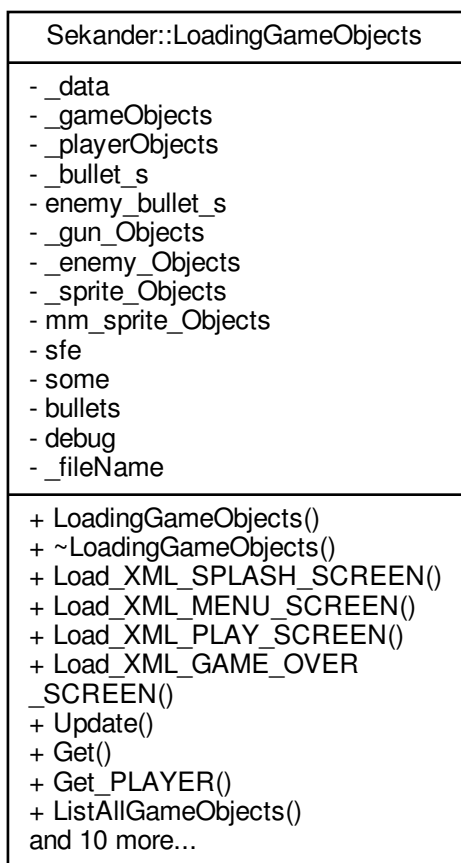 Sekander::LoadingGameObjects
- _data
- _gameObjects
- _playerObjects
- _bullet_s
- enemy_bullet_s
- _gun_Objects
- _enemy_Objects
- _sprite_Objects
- mm_sprite_Objects
- sfe
- some
- bullets
- debug
- _fileName
+ LoadingGameObjects()
+ ~LoadingGameObjects()
+ Load_XML_SPLASH_SCREEN()
+ Load_XML_MENU_SCREEN()
+ Load_XML_PLAY_SCREEN()
+ Load_XML_GAME_OVER
_SCREEN()
+ Update()
+ Get()
+ Get_PLAYER()
+ ListAllGameObjects()
and 10 more...